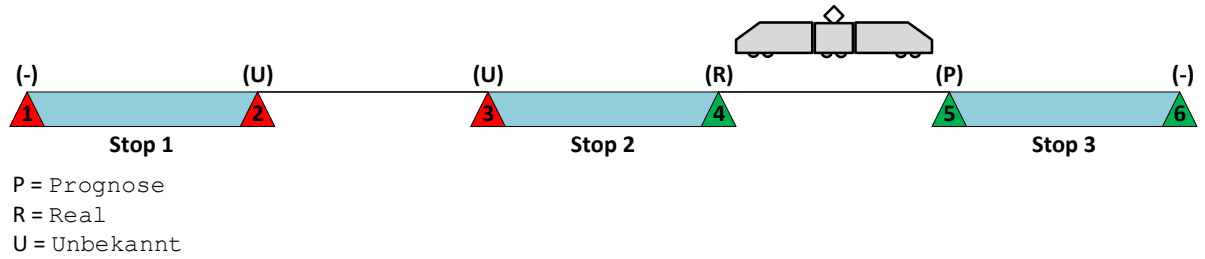 (-) (U) (U) (R) (P) (-)
1 2 3 4 5 6
Stop 1 Stop 2 Stop 3
P = Prognose
R = Real
U = Unbekannt